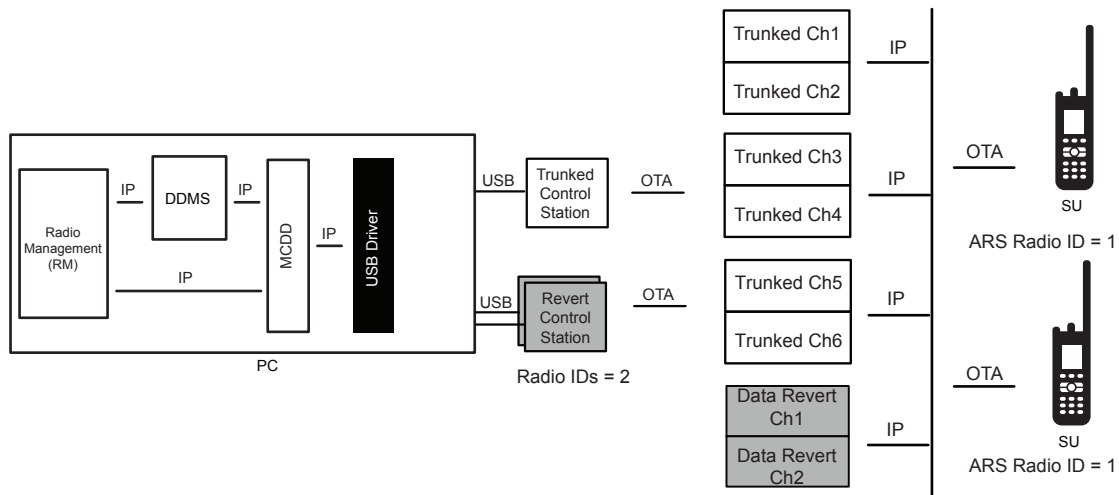 Trunked Ch1
Trunked Ch2
IP
Trunked Ch3
Trunked Ch4
IP
Trunked Ch5
Trunked Ch6
IP
Data Revert
Ch1
Data Revert
Ch2
IP
Radio
Management
(RM)
IP
DDMS
IP
IP
MCDD
IP
USB Driver
PC
USB
Trunked
Control
Station
OTA
USB
Revert
Control
Station
OTA
Radio IDs = 2
OTA
SU
ARS Radio ID = 1
OTA
SU
ARS Radio ID = 1